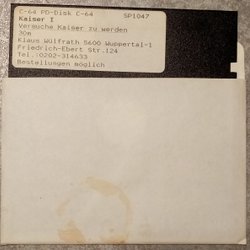 C-64 PD-Disk C-64 SP1047
Kaiser I
Versuche Kaiser zu werden
30m
Klaus Wulfrath 5600 Wuppertal-1
Friedrich-Ebert Str.124
Tel.:0202-314633
Bestellungen möglich